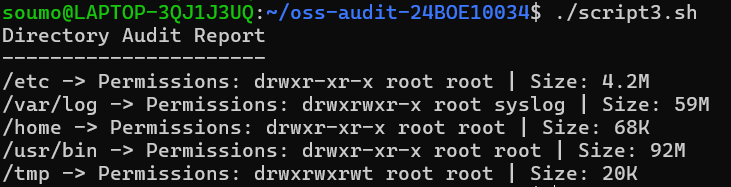 soumo@LAPTOP-3QJ1J3UQ:~/oss-audit-24BOE10034$ ./script3.sh
Directory Audit Report
----------------------
/etc -> Permissions: drwxr-xr-x root root | Size: 4.2M
/var/log -> Permissions: drwxrwxr-x root syslog | Size: 59M
/home -> Permissions: drwxr-xr-x root root | Size: 68K
/usr/bin -> Permissions: drwxr-xr-x root root | Size: 92M
/tmp -> Permissions: drwxrwxrwt root root | Size: 20K